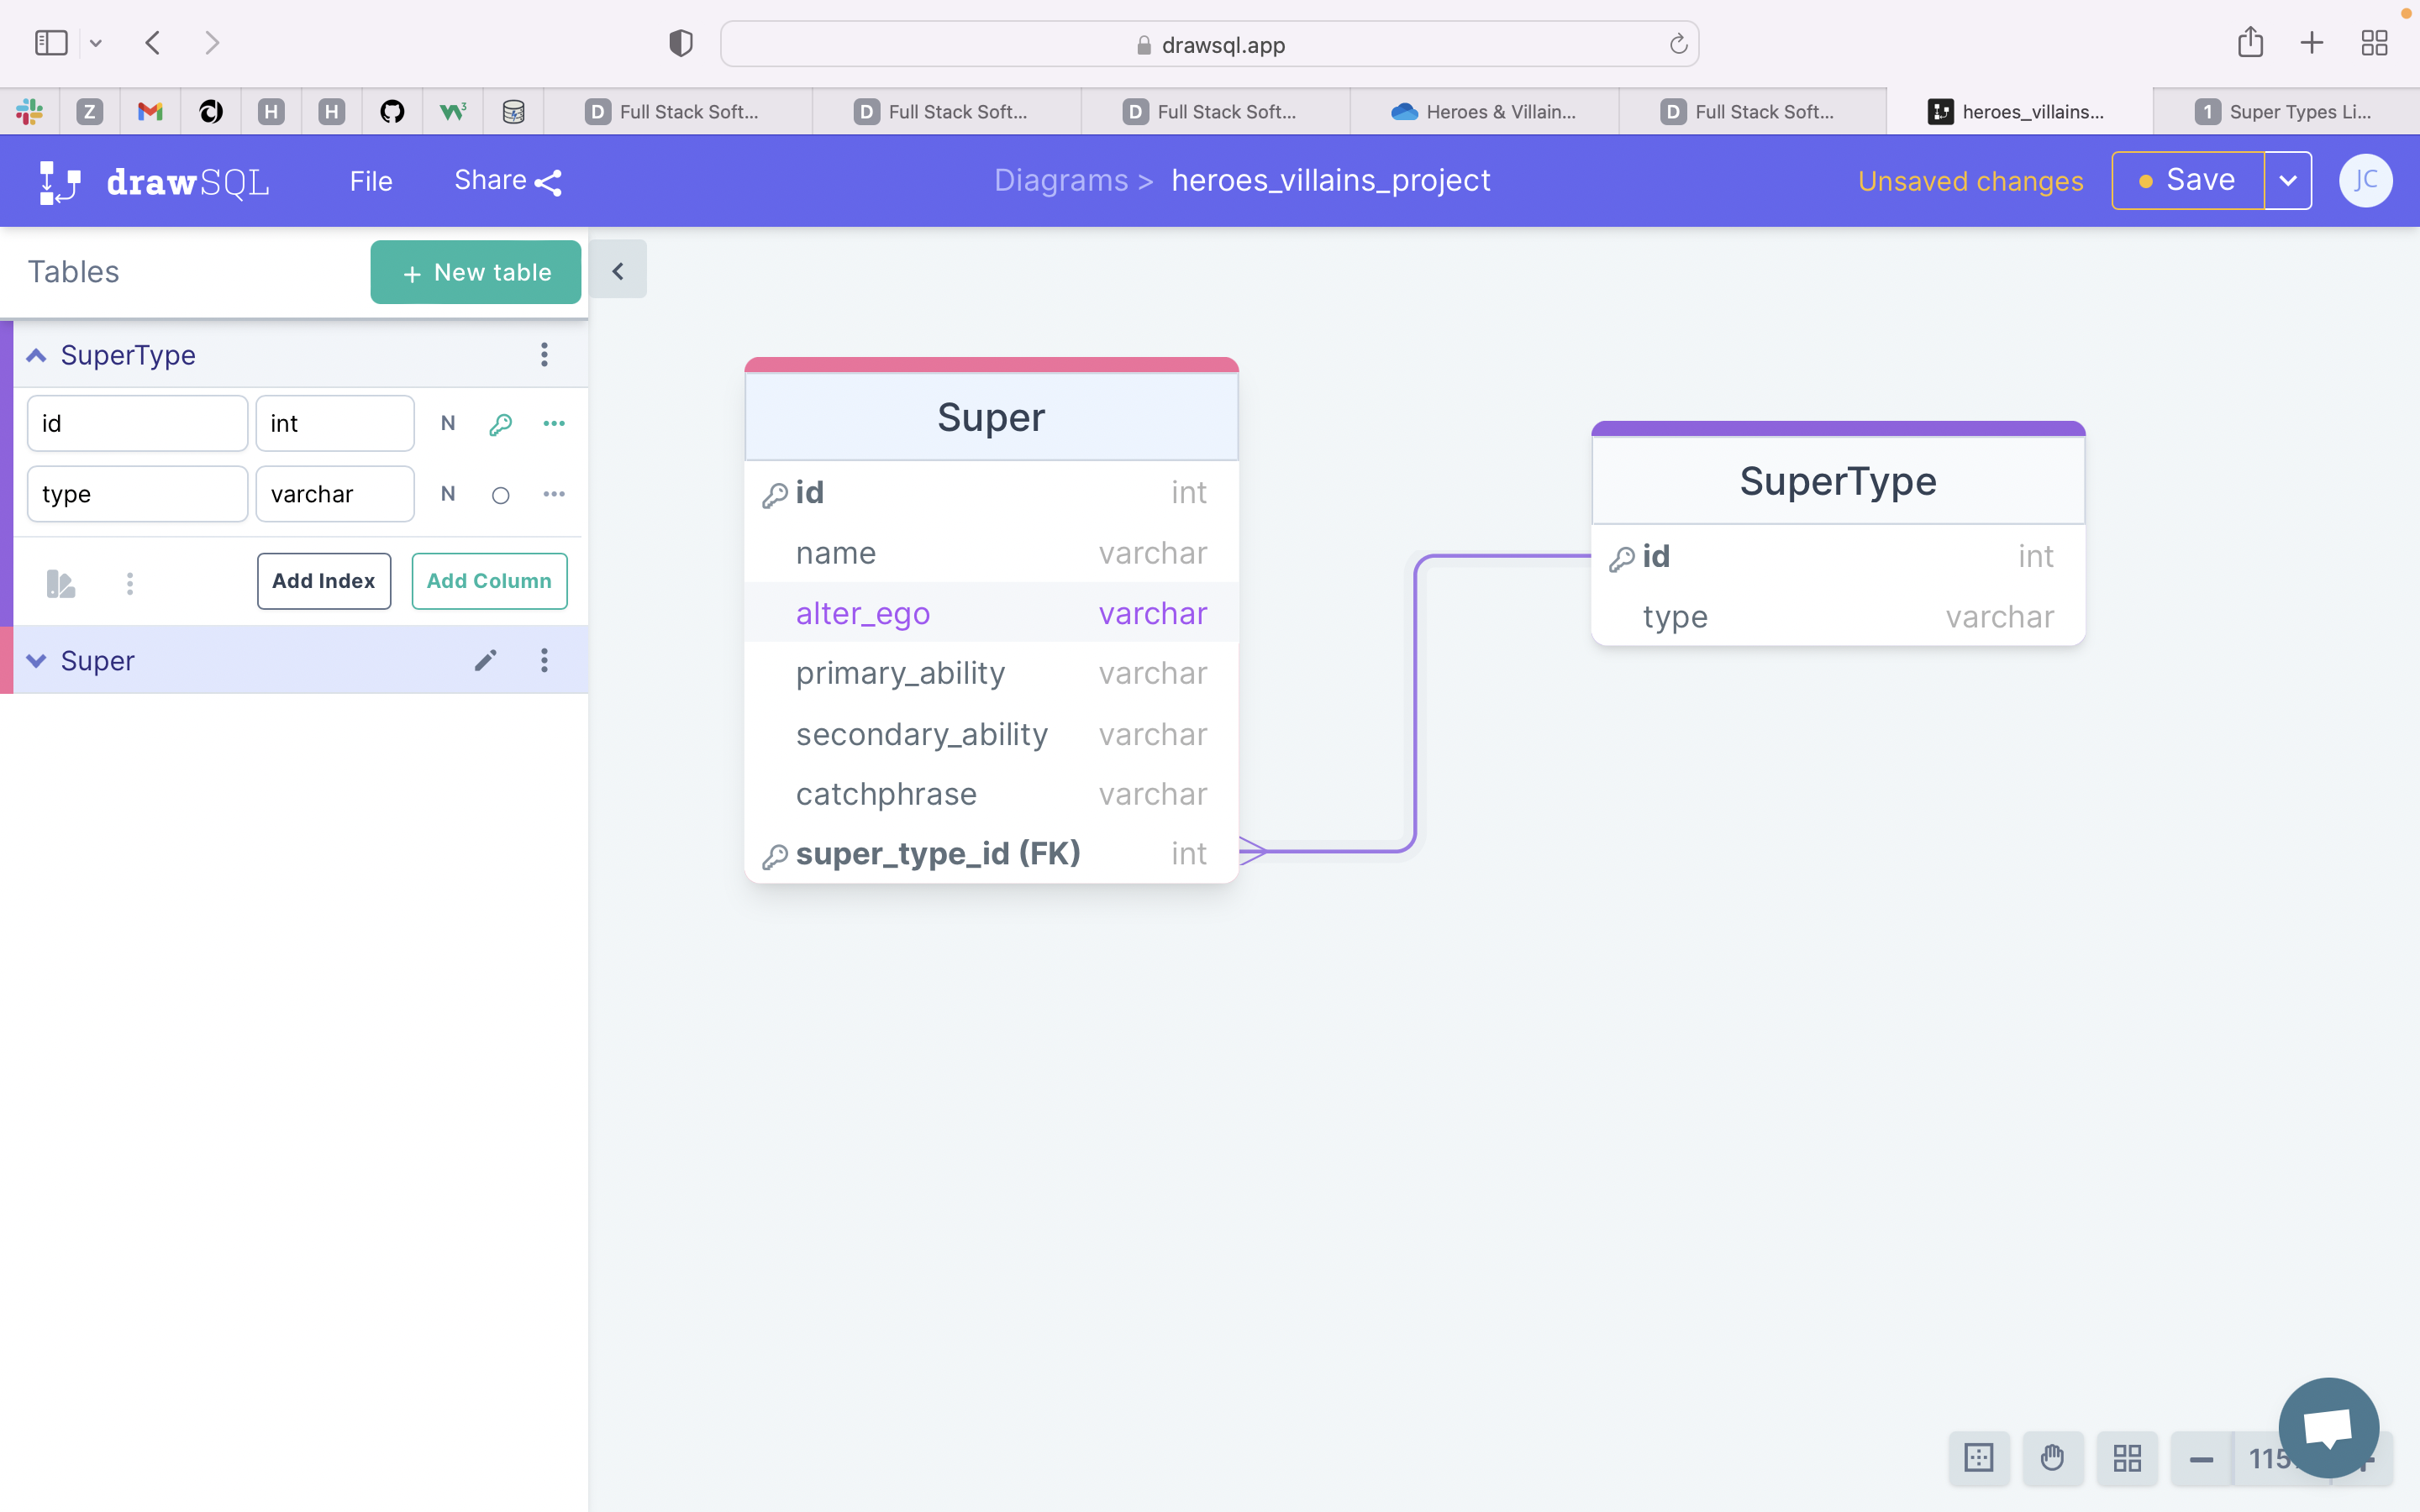 drawsql.app
Z
H
H
W3
D Full Stack Soft...
D Full Stack Soft...
D Full Stack Soft...
Heroes & Villain...
D Full Stack Soft...
heroes_villains...
1 Super Types Li...
drawSQL
File
Share
Diagrams > heroes_villains_project
Unsaved changes
Save
JC
Tables
+ New table
SuperType
id int N
type varchar N
Add Index
Add Column
Super
Super
id int
name varchar
alter_ego varchar
primary_ability varchar
secondary_ability varchar
catchphrase varchar
super_type_id (FK) int
SuperType
id int
type varchar
115